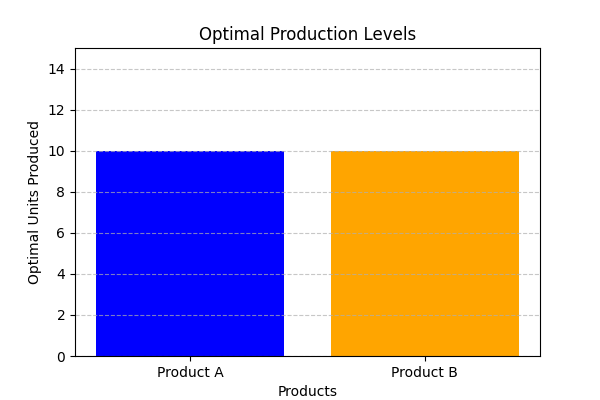 Optimal Production Levels
Optimal Units Produced
14
12
10
8
6
4
2
0
Product A Product B
Products